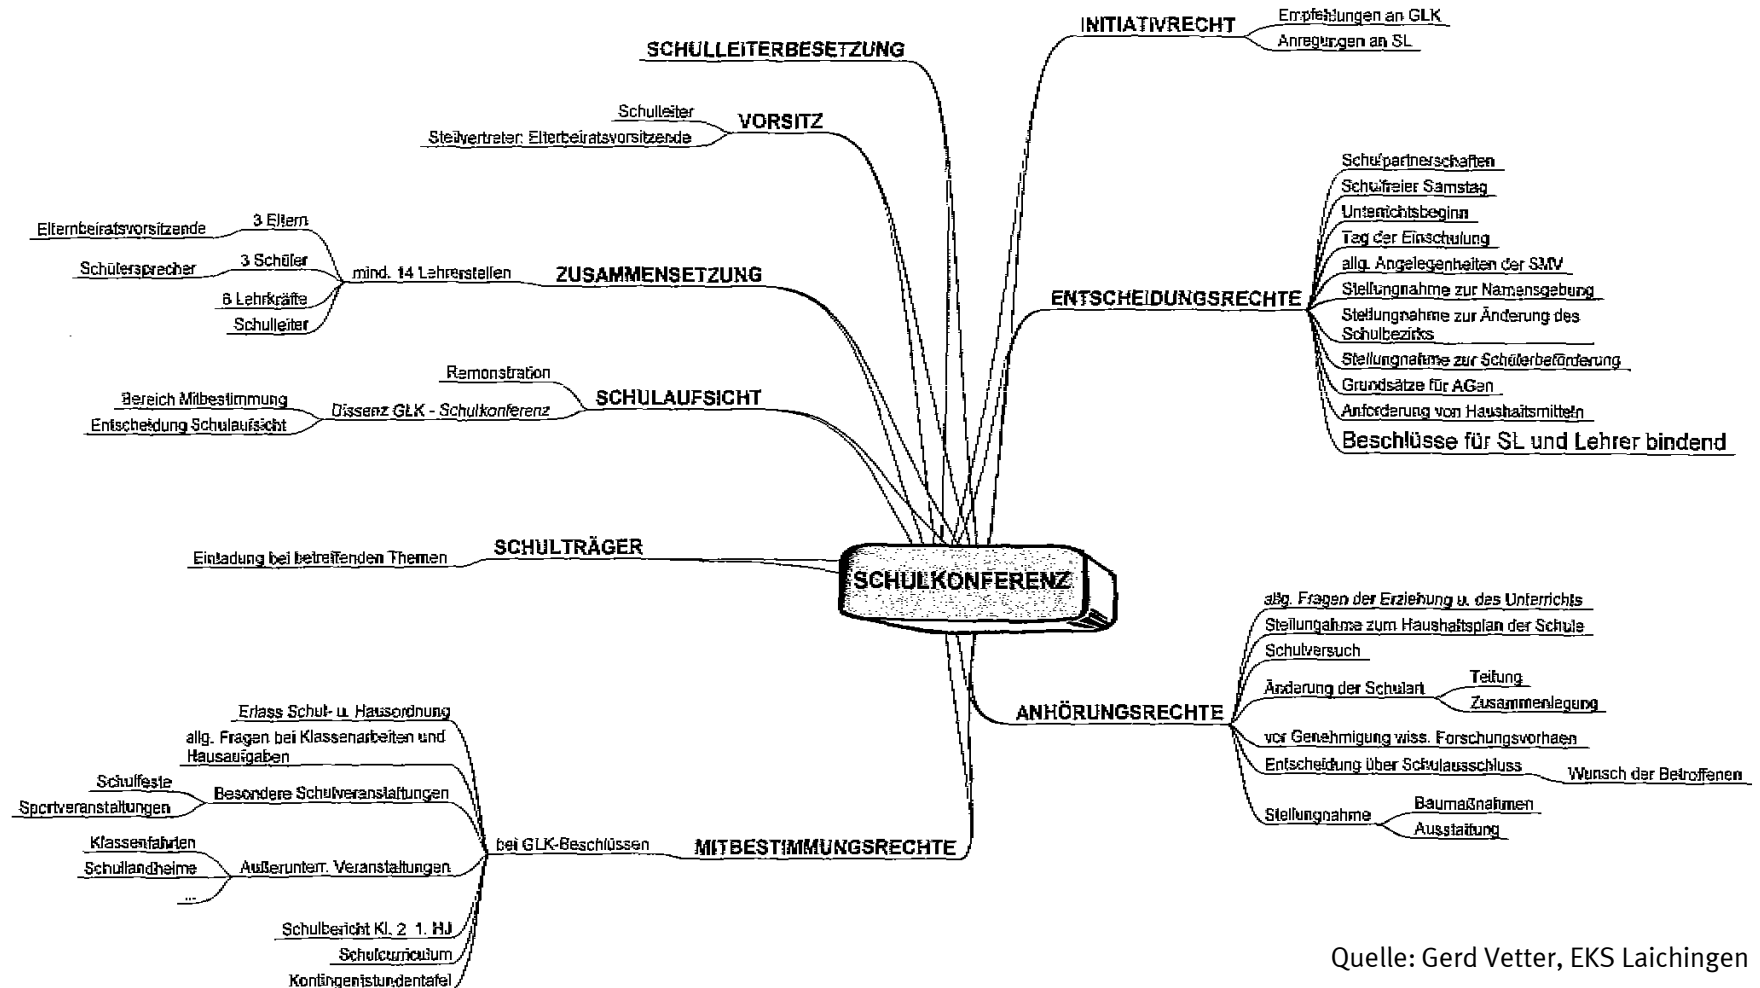 SCHULKONFERENZ
INITIATIVRECHT
Empfehlungen an GLK
Anregungen an SL
ENTSCHEIDUNGSRECHTE
Schulpartnerschaften
Schulfreier Samstag
Unterrichtsbeginn
Tag der Einschulung
allg. Angelegenheiten der SMV
Stellungnahme zur Namensgebung
Stellungnahme zur Änderung des
Schulbezirks
Stellungnahme zur Schülerbeförderung
Grundsätze für AGen
Anforderung von Haushaltsmitteln
Beschlüsse für SL und Lehrer bindend
ANHÖRUNGSRECHTE
allg. Fragen der Erziehung u. des Unterrichts
Stellungahme zum Haushaltsplan der Schule
Schulversuch
Änderung der Schulart
Teilung
Zusammenlegung
vor Genehmigung wiss. Forschungsvorhaen
Entscheidung über Schulausschluss
Wunsch der Betroffenen
Stellungnahme
Baumaßnahmen
Ausstattung
SCHULLEITERBESETZUNG
VORSITZ
Schulleiter
Stellvertreter: Elterbeiratsvorsitzende
ZUSAMMENSETZUNG
mind. 14 Lehrerstellen
3 Eltern
Elternbeiratsvorsitzende
3 Schüler
Schülersprecher
6 Lehrkräfte
Schulleiter
SCHULAUFSICHT
Remonstration
Dissenz GLK - Schulkonferenz
Bereich Mitbestimmung
Entscheidung Schulaufsicht
SCHULTRÄGER
Einladung bei betreffenden Themen
MITBESTIMMUNGSRECHTE
bei GLK-Beschlüssen
Erlass Schul- u. Hausordnung
allg. Fragen bei Klassenarbeiten und
Hausaufgaben
Besondere Schulveranstaltungen
Schulfeste
Sportveranstaltungen
Außerunterr. Veranstaltungen
Klassenfahrten
Schullandheime
...
Schulbericht Kl. 2 1. HJ
Schulcurriculum
Kontingentstundentafel
Quelle: Gerd Vetter, EKS Laichingen